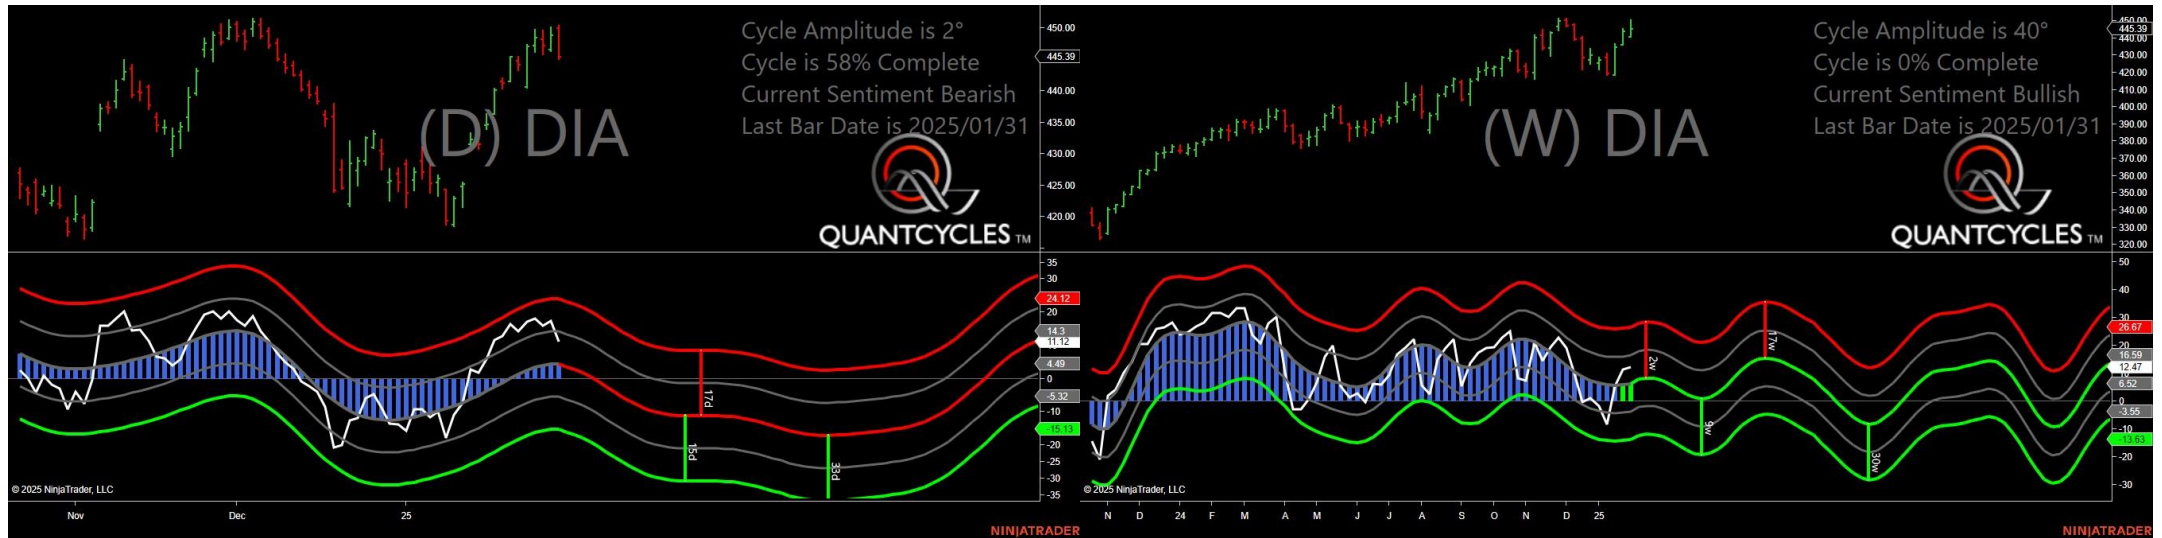 Cycle Amplitude is 2°
Cycle is 58% Complete
Current Sentiment Bearish
Last Bar Date is 2025/01/31
(D) DIA
QUANTCYCLES TM
450.00
445.39
440.00
435.00
430.00
425.00
420.00
35
30
24.12
20
14.3
11.12
4.49
0
-5.32
-10
-15.13
-20
-25
-30
-35
17d
15d
33d
© 2025 NinjaTrader, LLC
Nov Dec 25
NINJATRADER
Cycle Amplitude is 40°
Cycle is 0% Complete
Current Sentiment Bullish
Last Bar Date is 2025/01/31
(W) DIA
QUANTCYCLES TM
450.00
445.39
440.00
430.00
420.00
410.00
400.00
390.00
380.00
370.00
360.00
350.00
340.00
330.00
320.00
50
40
30
26.67
20
16.59
12.47
6.52
0
-3.55
-10
-13.63
-20
-30
2w
17w
9w
30w
© 2025 NinjaTrader, LLC
N D 24 F M A M J J A S O N D 25
NINJATRADER